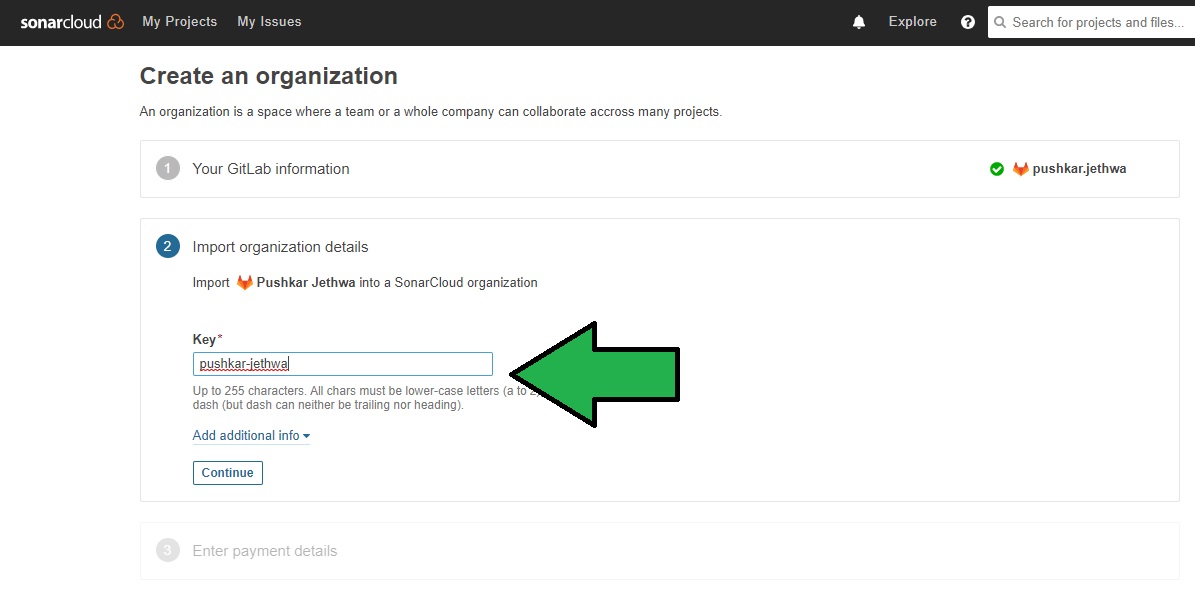 sonarcloud My Projects My Issues Explore ? Search for projects and files...
Create an organization
An organization is a space where a team or a whole company can collaborate accross many projects.
1 Your GitLab information pushkar.jethwa
2 Import organization details
Import Pushkar Jethwa into a SonarCloud organization
Key*
pushkar-jethwa
Up to 255 characters. All chars must be lower-case letters (a to z)
dash (but dash can neither be trailing nor heading).
Add additional info
Continue
3 Enter payment details